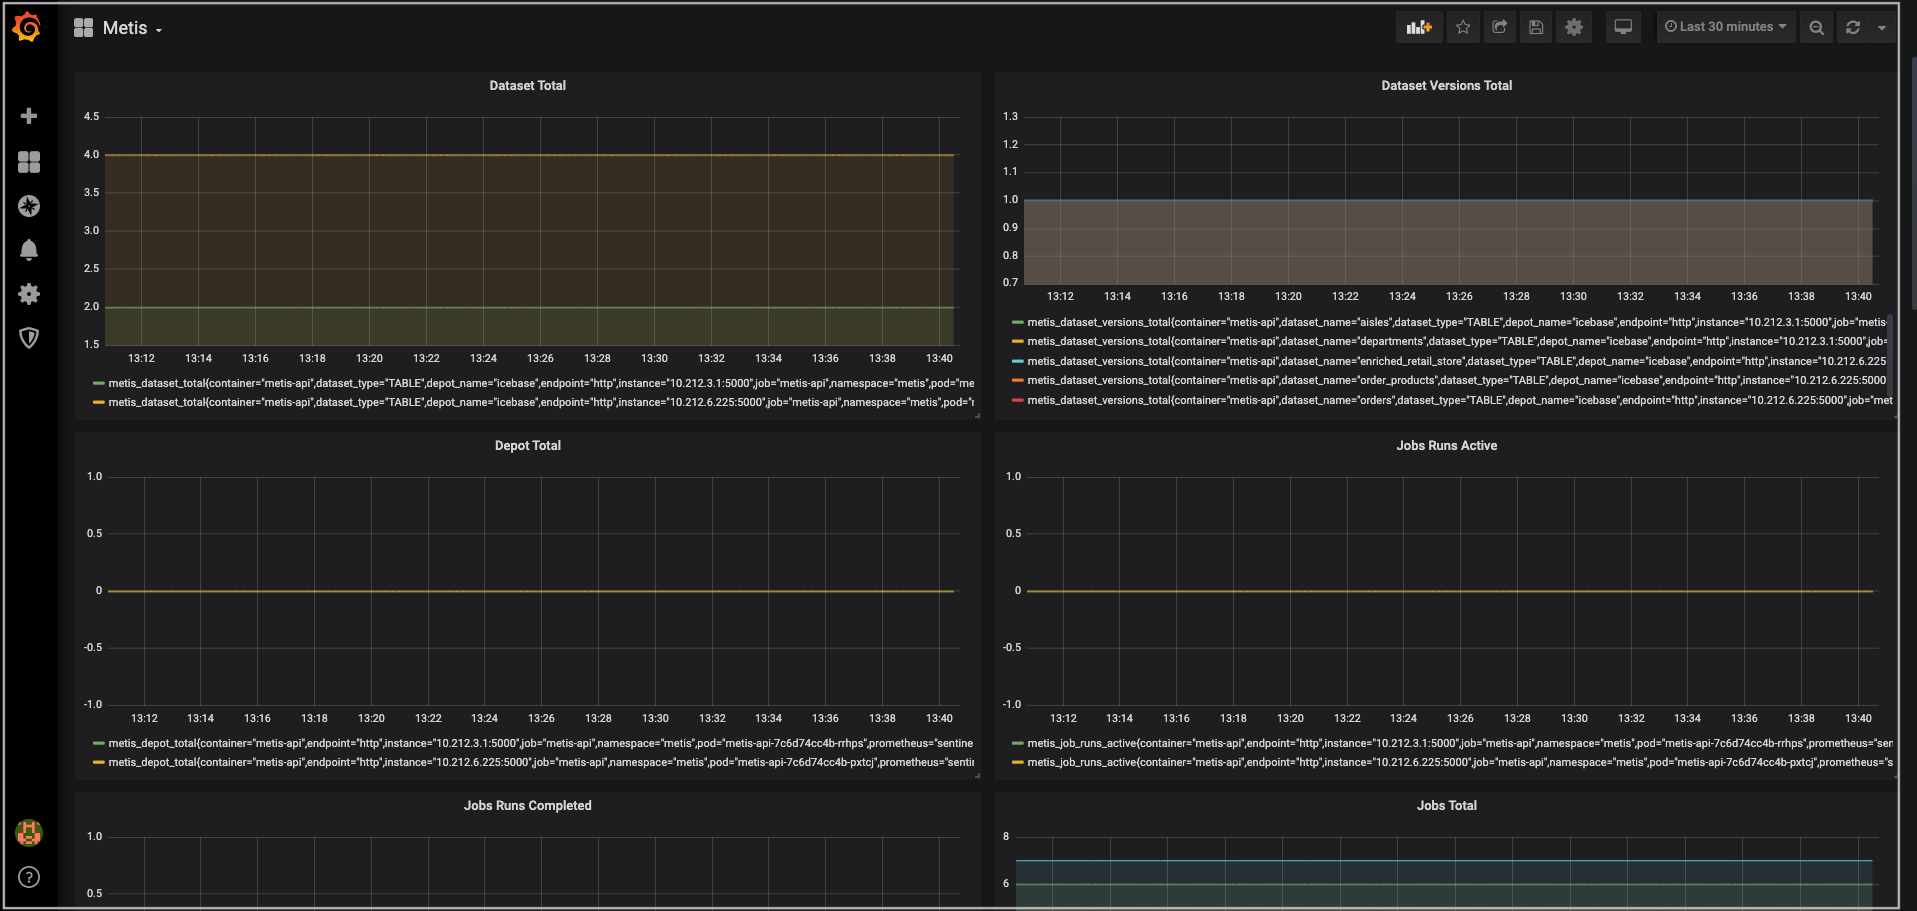 Metis
Last 30 minutes
Dataset Total
4.5
4.0
3.5
3.0
2.5
2.0
1.5
13:12 13:14 13:16 13:18 13:20 13:22 13:24 13:26 13:28 13:30 13:32 13:34 13:36 13:38 13:40
metis_dataset_total{container="metis-api",dataset_type="TABLE",depot_name="icebase",endpoint="http",instance="10.212.3.1:5000",job="metis-api",namespace="metis",pod="me
metis_dataset_total{container="metis-api",dataset_type="TABLE",depot_name="icebase",endpoint="http",instance="10.212.6.225:5000",job="metis-api",namespace="metis",pod="
Dataset Versions Total
1.3
1.2
1.1
1.0
0.9
0.8
0.7
13:12 13:14 13:16 13:18 13:20 13:22 13:24 13:26 13:28 13:30 13:32 13:34 13:36 13:38 13:40
metis_dataset_versions_total{container="metis-api",dataset_name="aisles",dataset_type="TABLE",depot_name="icebase",endpoint="http",instance="10.212.3.1:5000",job="metis-
metis_dataset_versions_total{container="metis-api",dataset_name="departments",dataset_type="TABLE",depot_name="icebase",endpoint="http",instance="10.212.3.1:5000",job=
metis_dataset_versions_total{container="metis-api",dataset_name="enriched_retail_store",dataset_type="TABLE",depot_name="icebase",endpoint="http",instance="10.212.6.225
metis_dataset_versions_total{container="metis-api",dataset_name="order_products",dataset_type="TABLE",depot_name="icebase",endpoint="http",instance="10.212.6.225:5000
metis_dataset_versions_total{container="metis-api",dataset_name="orders",dataset_type="TABLE",depot_name="icebase",endpoint="http",instance="10.212.6.225:5000",job="met
Depot Total
1.0
0.5
0
-0.5
-1.0
13:12 13:14 13:16 13:18 13:20 13:22 13:24 13:26 13:28 13:30 13:32 13:34 13:36 13:38 13:40
metis_depot_total{container="metis-api",endpoint="http",instance="10.212.3.1:5000",job="metis-api",namespace="metis",pod="metis-api-7c6d74cc4b-rrhps",prometheus="sentine
metis_depot_total{container="metis-api",endpoint="http",instance="10.212.6.225:5000",job="metis-api",namespace="metis",pod="metis-api-7c6d74cc4b-pxtcj",prometheus="senti
Jobs Runs Active
1.0
0.5
0
-0.5
-1.0
13:12 13:14 13:16 13:18 13:20 13:22 13:24 13:26 13:28 13:30 13:32 13:34 13:36 13:38 13:40
metis_job_runs_active{container="metis-api",endpoint="http",instance="10.212.3.1:5000",job="metis-api",namespace="metis",pod="metis-api-7c6d74cc4b-rrhps",prometheus="sen
metis_job_runs_active{container="metis-api",endpoint="http",instance="10.212.6.225:5000",job="metis-api",namespace="metis",pod="metis-api-7c6d74cc4b-pxtcj",prometheus="s
Jobs Runs Completed
1.0
0.5
Jobs Total
8
6